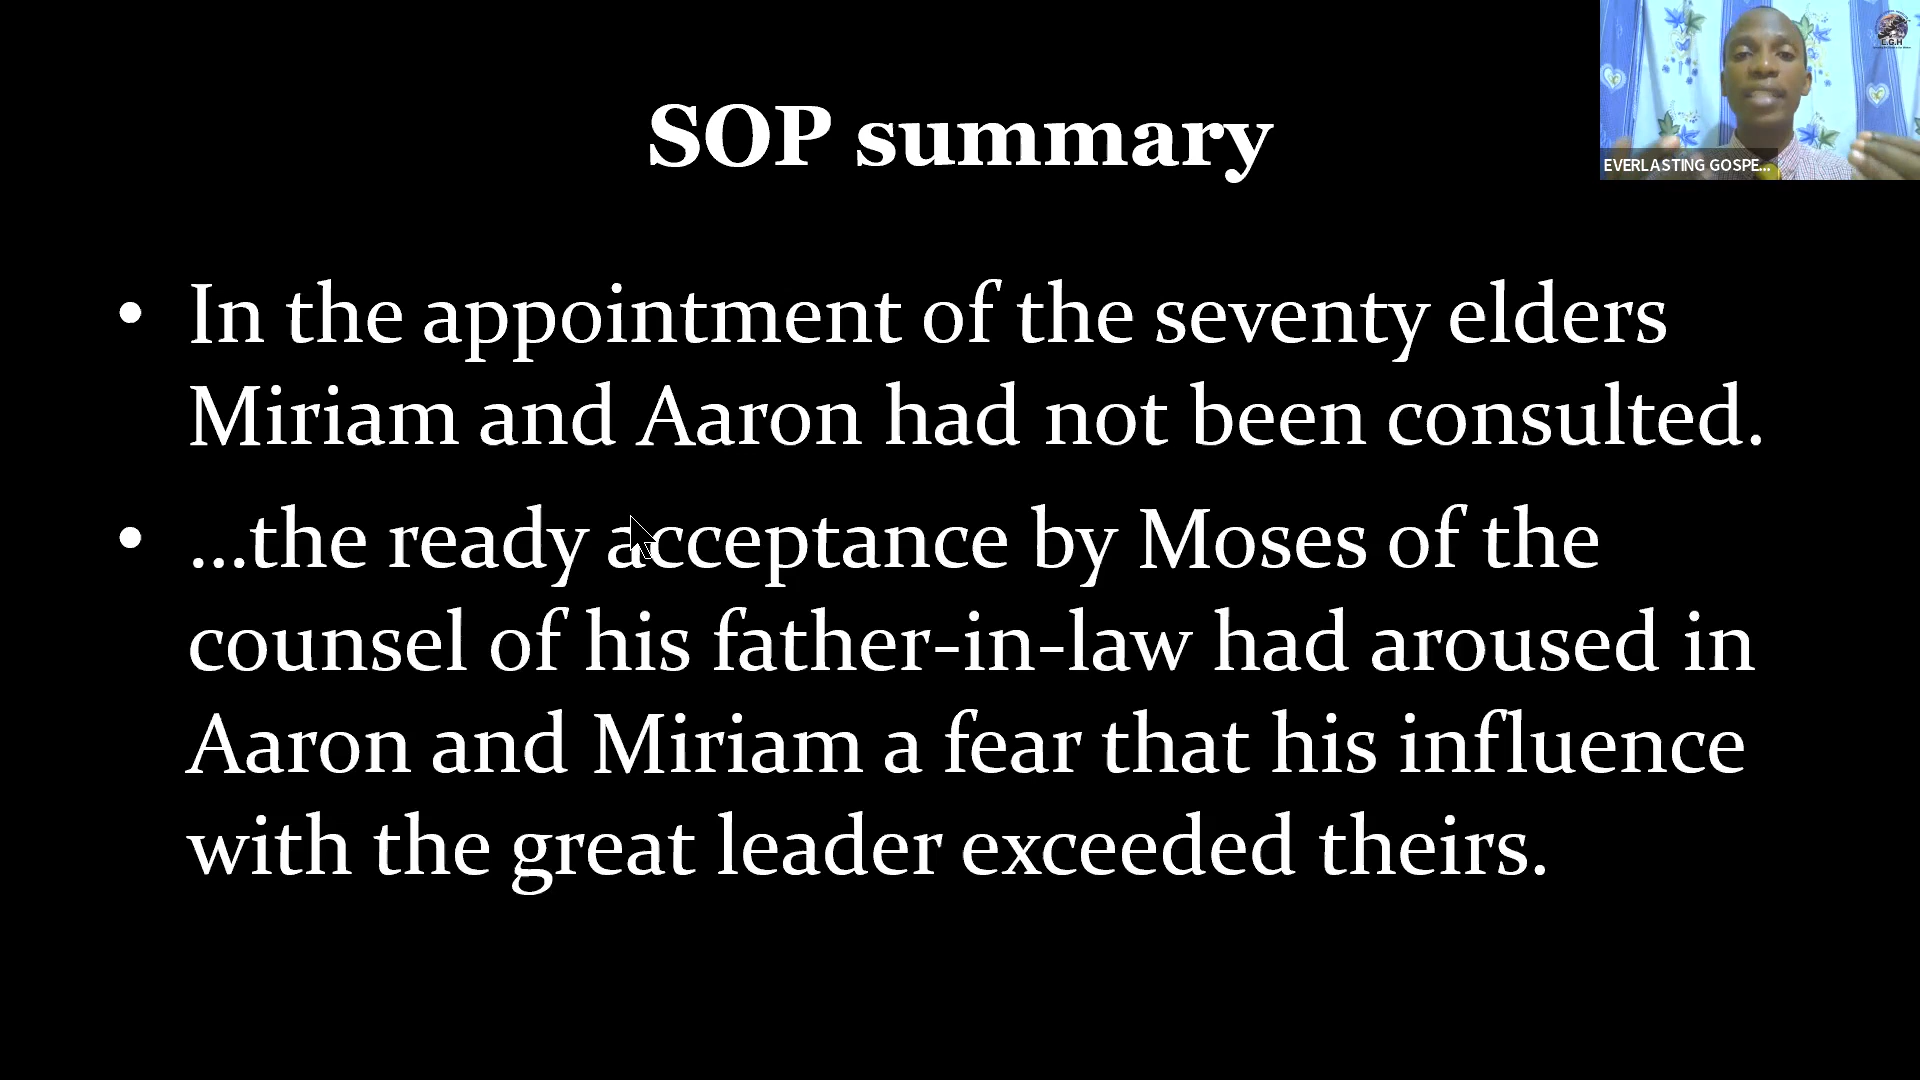 SOP summary
EVERLASTING GOSPE...
• In the appointment of the seventy elders
Miriam and Aaron had not been consulted.
• ...the ready acceptance by Moses of the
counsel of his father-in-law had aroused in
Aaron and Miriam a fear that his influence
with the great leader exceeded theirs.
E.G.H